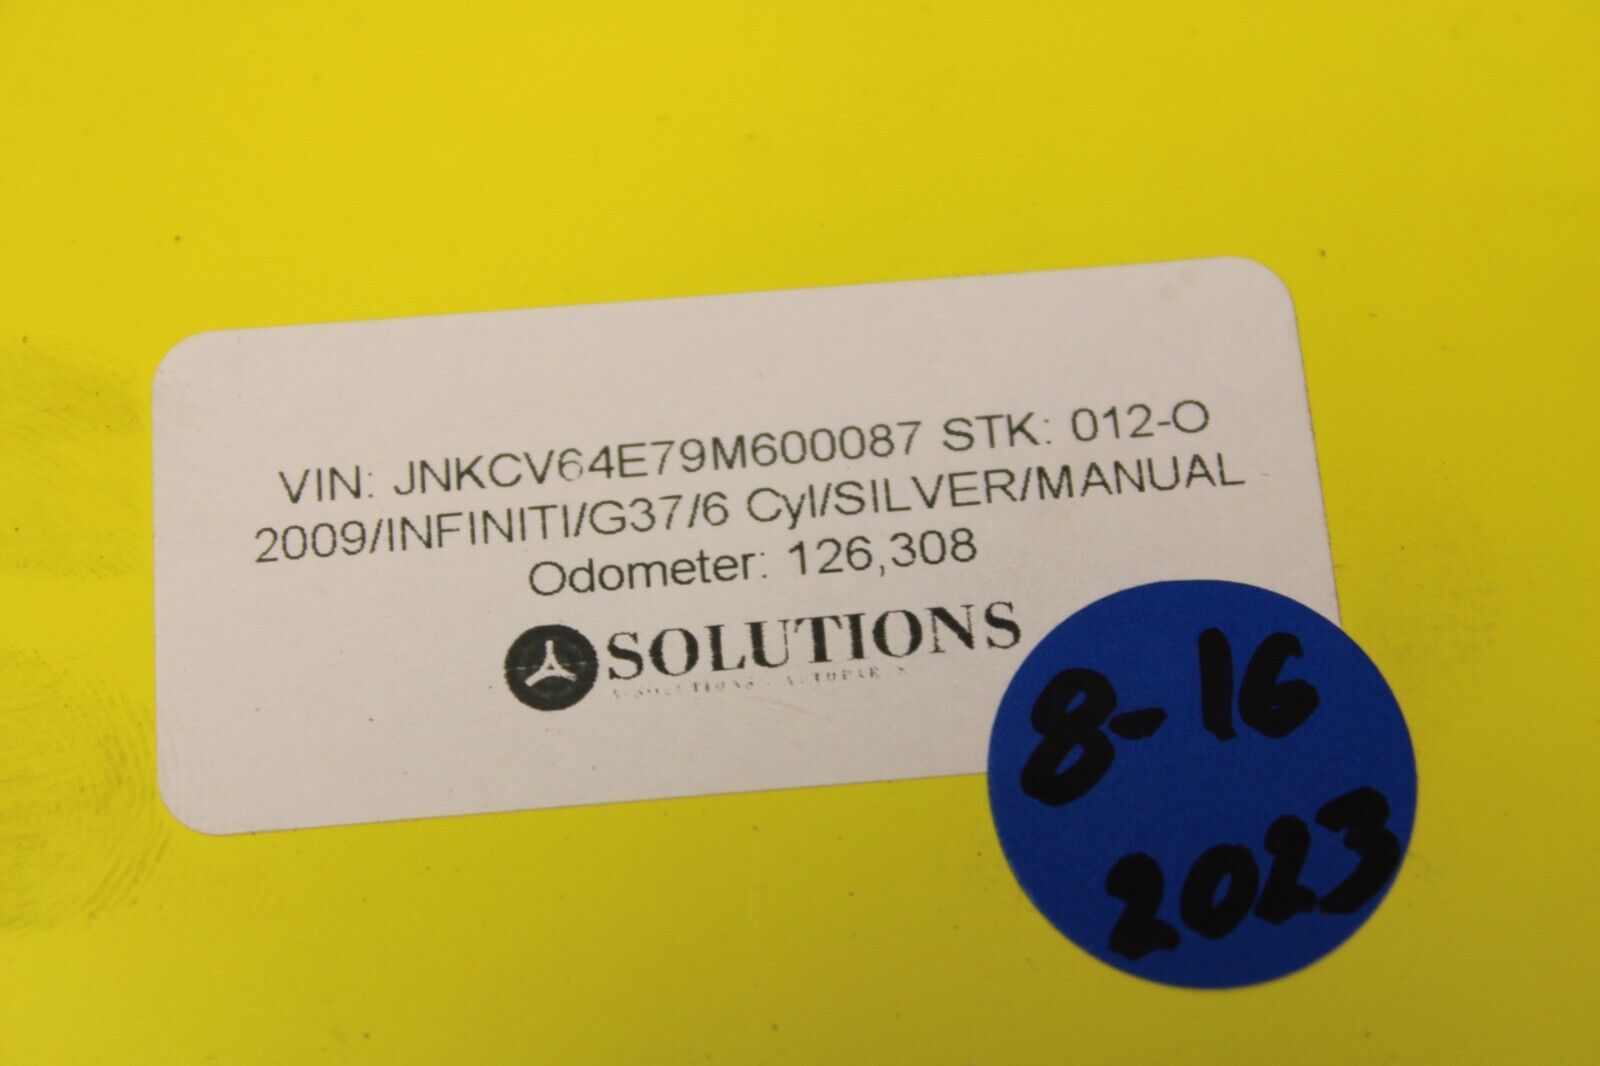 VIN: JNKCV64E79M600087 STK: 012-O
2009/INFINITI/G37/6 Cyl/SILVER/MANUAL
Odometer: 126,308
SOLUTIONS
8-16
2023